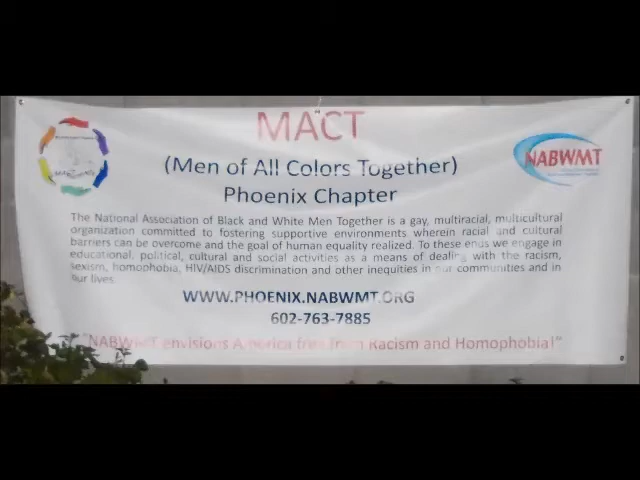 MACT
(Men of All Colors Together)
NABWMT
Phoenix Chapter
The National Association of Black and White Men Together is a gay, multiracial, multicultural
organization committed to fostering supportive environments wherein racial and cultural
barriers can be overcome and the goal of human equality realized. To these ends we engage in
educational, political, cultural and social activities as a means of dealing with the racism,
sexism, homophobia, HIV/AIDS discrimination and other inequities in our communities and in
our lives.
WWW.PHOENIX.NABWMT.ORG
602-763-7885
"NABWMT envisions America free from Racism and Homophobia!"